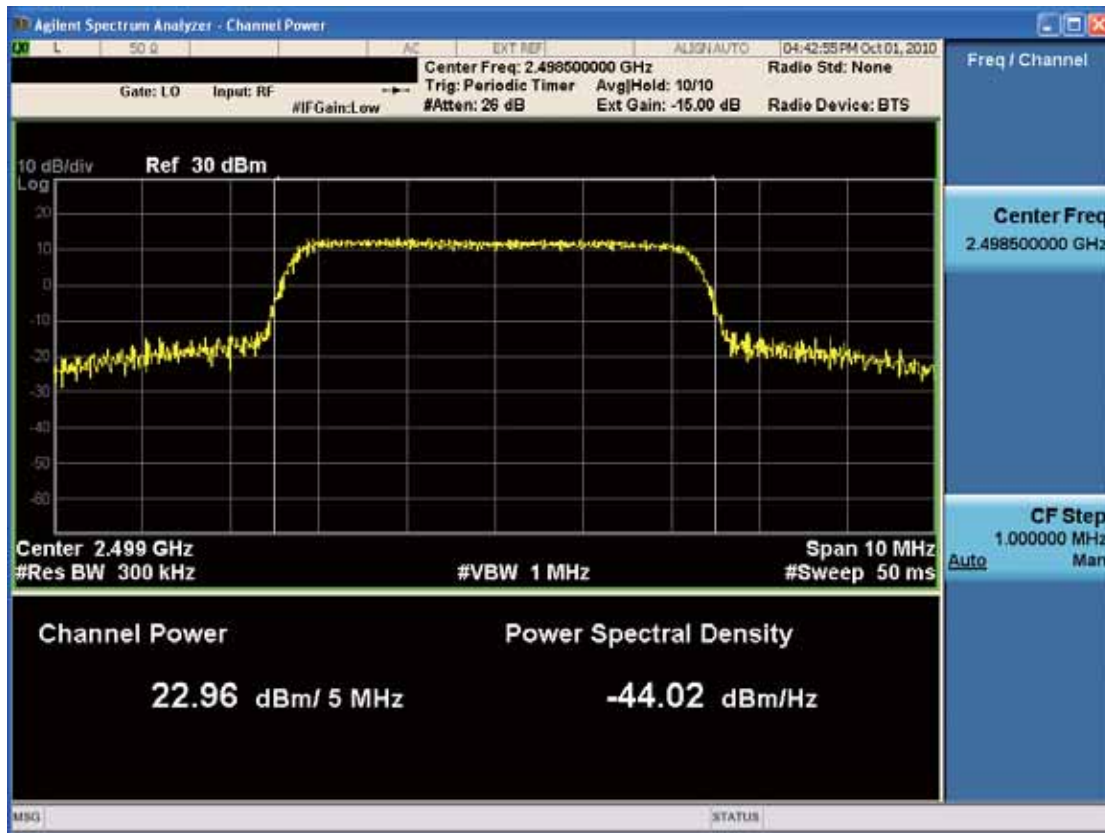 Agilent Spectrum Analyzer - Channel Power
L 50 Ω AC EXT REF ALIGN AUTO 04:42:55 PM Oct 01, 2010
Center Freq: 2.498500000 GHz Radio Std: None
Gate: LO Input: RF Trig: Periodic Timer Avg|Hold: 10/10
#IFGain:Low #Atten: 26 dB Ext Gain: -15.00 dB Radio Device: BTS
10 dB/div Ref 30 dBm
Log
20
10
0
-10
-20
-30
-40
-50
-60
Center 2.499 GHz Span 10 MHz
#Res BW 300 kHz #VBW 1 MHz #Sweep 50 ms
Channel Power Power Spectral Density
22.96 dBm/ 5 MHz -44.02 dBm/Hz
MSG STATUS
Freq / Channel
Center Freq
2.498500000 GHz
CF Step
1.000000 MHz
Auto Man